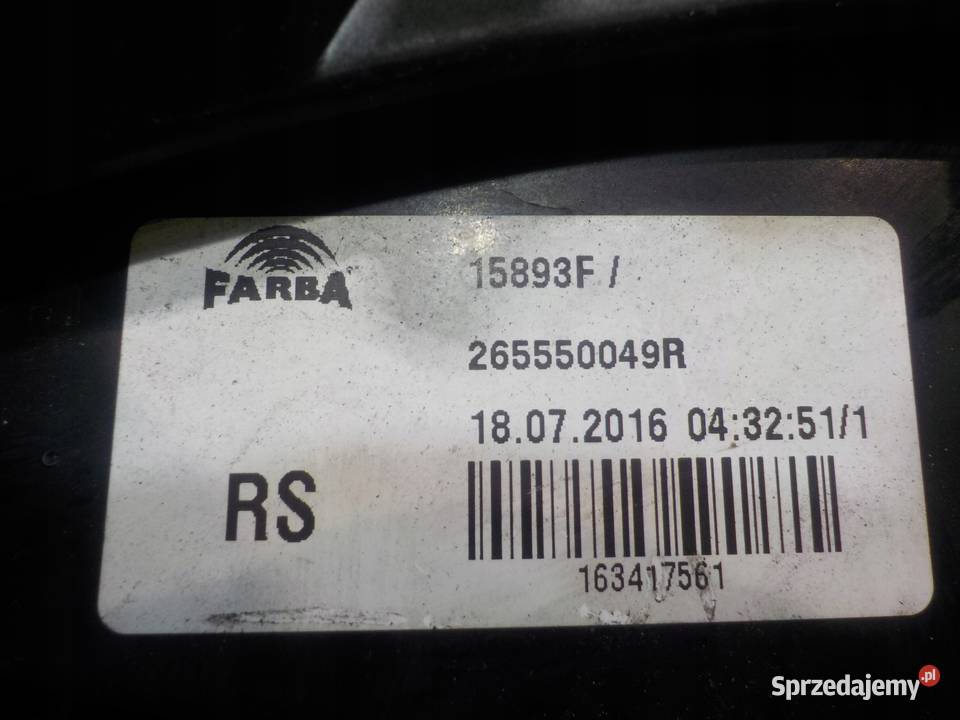 FARBA
15893F /
265550049R
18.07.2016 04:32:51/1
RS
163417561
Sprzedajemy.pl